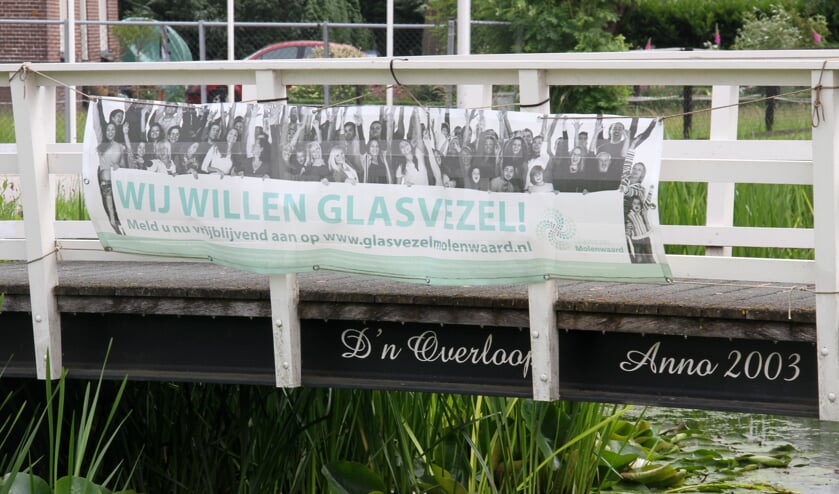 WIJ WILLEN GLASVEZEL!
Meld u nu vrijblijvend aan op www.glasvezelmolenwaard.nl
Molenwaard
D'n Overloop Anno 2003